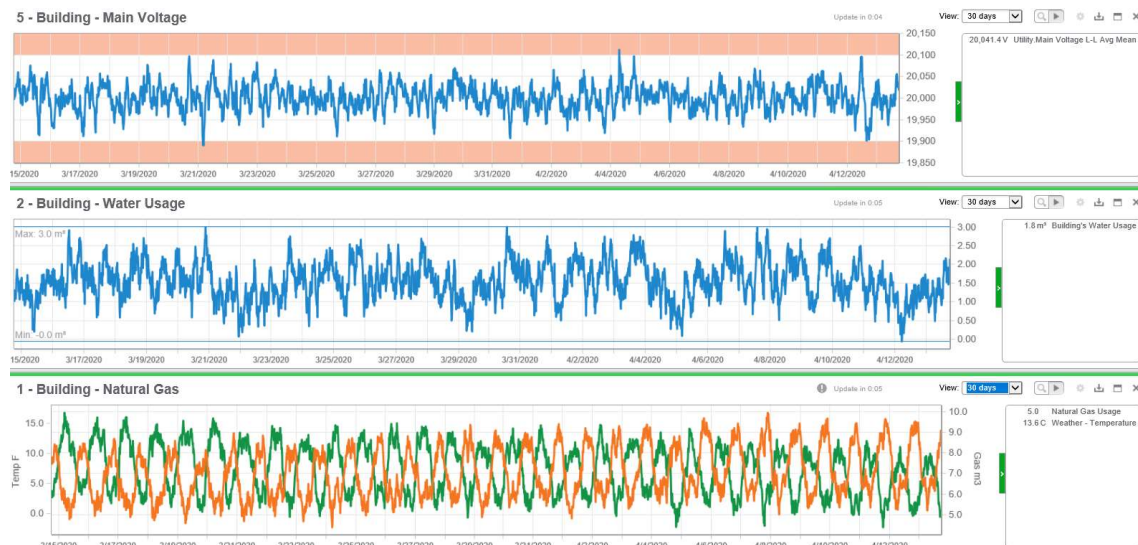 5 - Building - Main Voltage
Update in 0:04
View: 30 days
20,041.4 V Utility.Main Voltage L-L Avg Mean
20,150
20,100
20,050
20,000
19,950
19,900
19,850
15/2020 3/17/2020 3/19/2020 3/21/2020 3/23/2020 3/25/2020 3/27/2020 3/29/2020 3/31/2020 4/2/2020 4/4/2020 4/6/2020 4/8/2020 4/10/2020 4/12/2020
2 - Building - Water Usage
Update in 0:05
View: 30 days
1.8 m³ Building's Water Usage
Max: 3.0 m³
Min: -0.0 m³
3.00
2.50
2.00
1.50
1.00
0.50
0.00
15/2020 3/17/2020 3/19/2020 3/21/2020 3/23/2020 3/25/2020 3/27/2020 3/29/2020 3/31/2020 4/2/2020 4/4/2020 4/6/2020 4/8/2020 4/10/2020 4/12/2020
1 - Building - Natural Gas
Update in 0:05
View: 30 days
5.0 Natural Gas Usage
13.6 C Weather - Temperature
Temp F
15.0
10.0
5.0
0.0
Gas m3
10.0
9.0
8.0
7.0
6.0
5.0